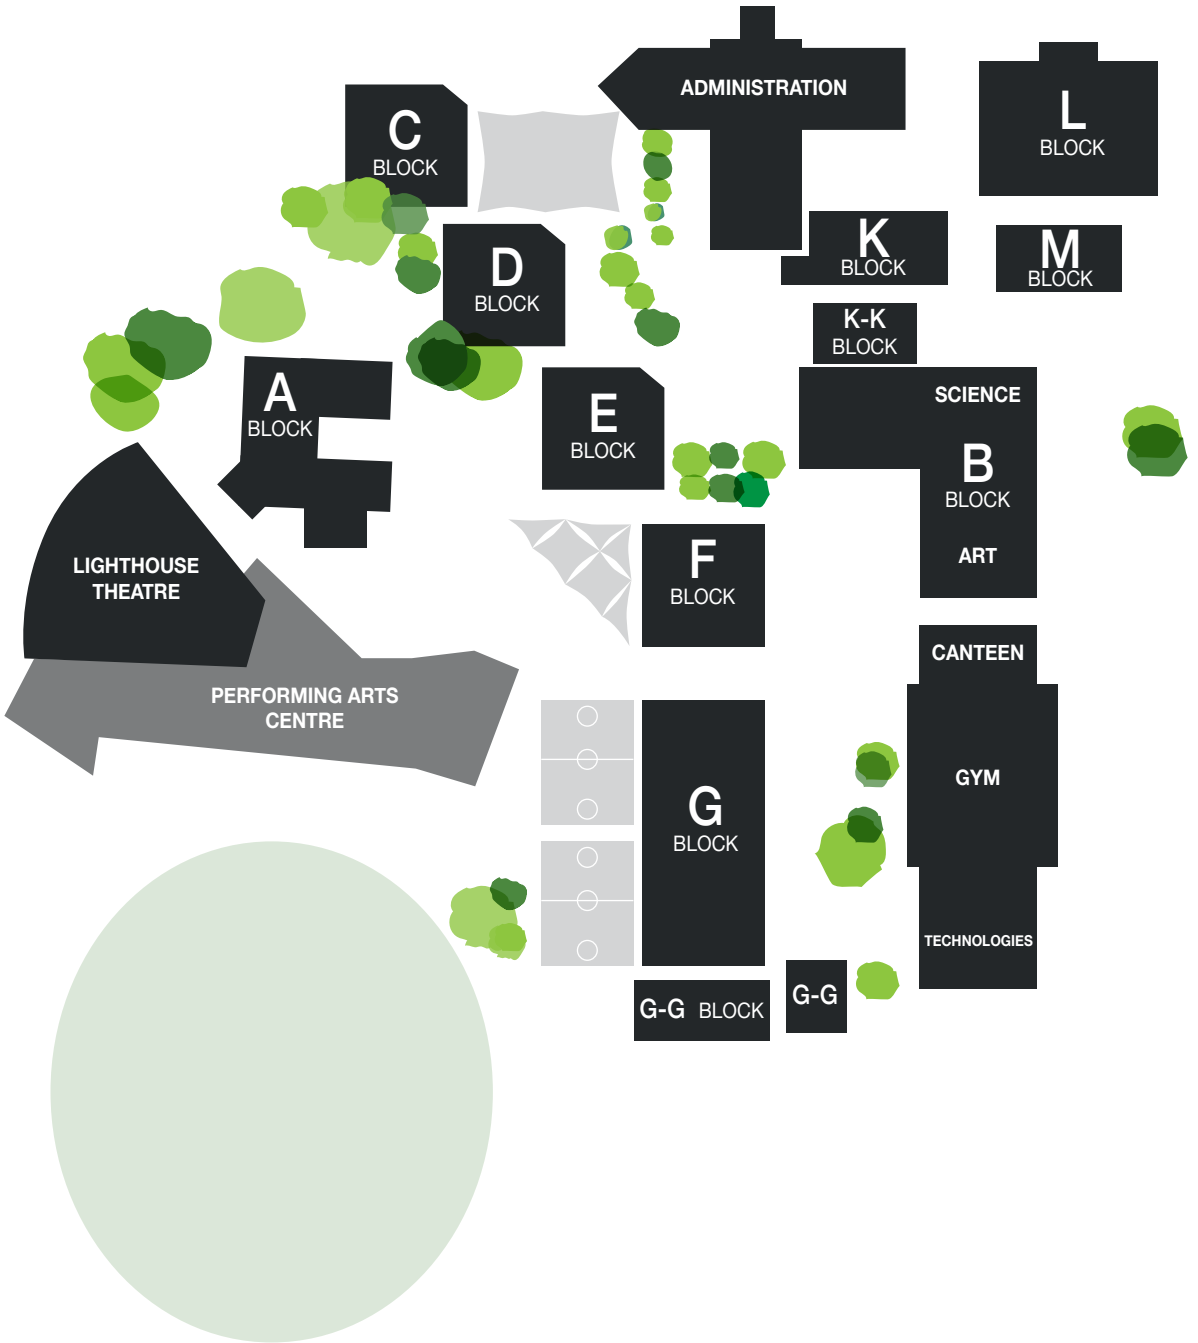 ADMINISTRATION
L
BLOCK
C
BLOCK
K
BLOCK
M
BLOCK
D
BLOCK
K-K
BLOCK
A
BLOCK
E
BLOCK
SCIENCE
B
BLOCK
ART
F
BLOCK
LIGHTHOUSE
THEATRE
CANTEEN
PERFORMING ARTS
CENTRE
GYM
G
BLOCK
TECHNOLOGIES
G-G BLOCK
G-G